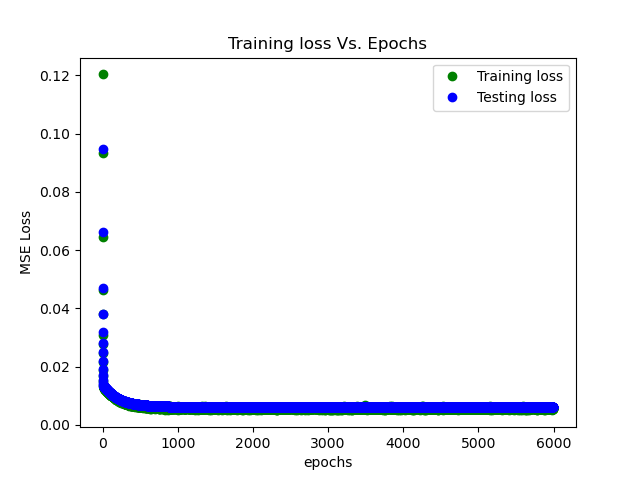 Training loss Vs. Epochs
Training loss
Testing loss
MSE Loss
0.12
0.10
0.08
0.06
0.04
0.02
0.00
0 1000 2000 3000 4000 5000 6000
epochs